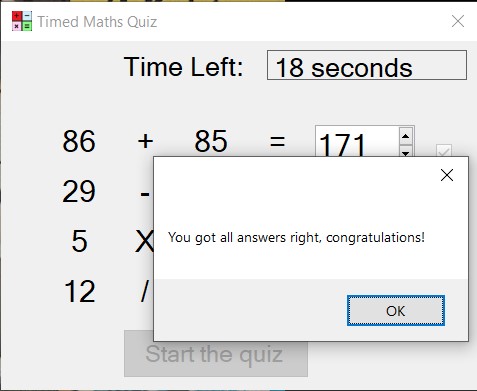 Timed Maths Quiz
Time Left: 18 seconds
86 + 85 = 171
29 -
You got all answers right, congratulations!
5 X
12 /
OK
Start the quiz